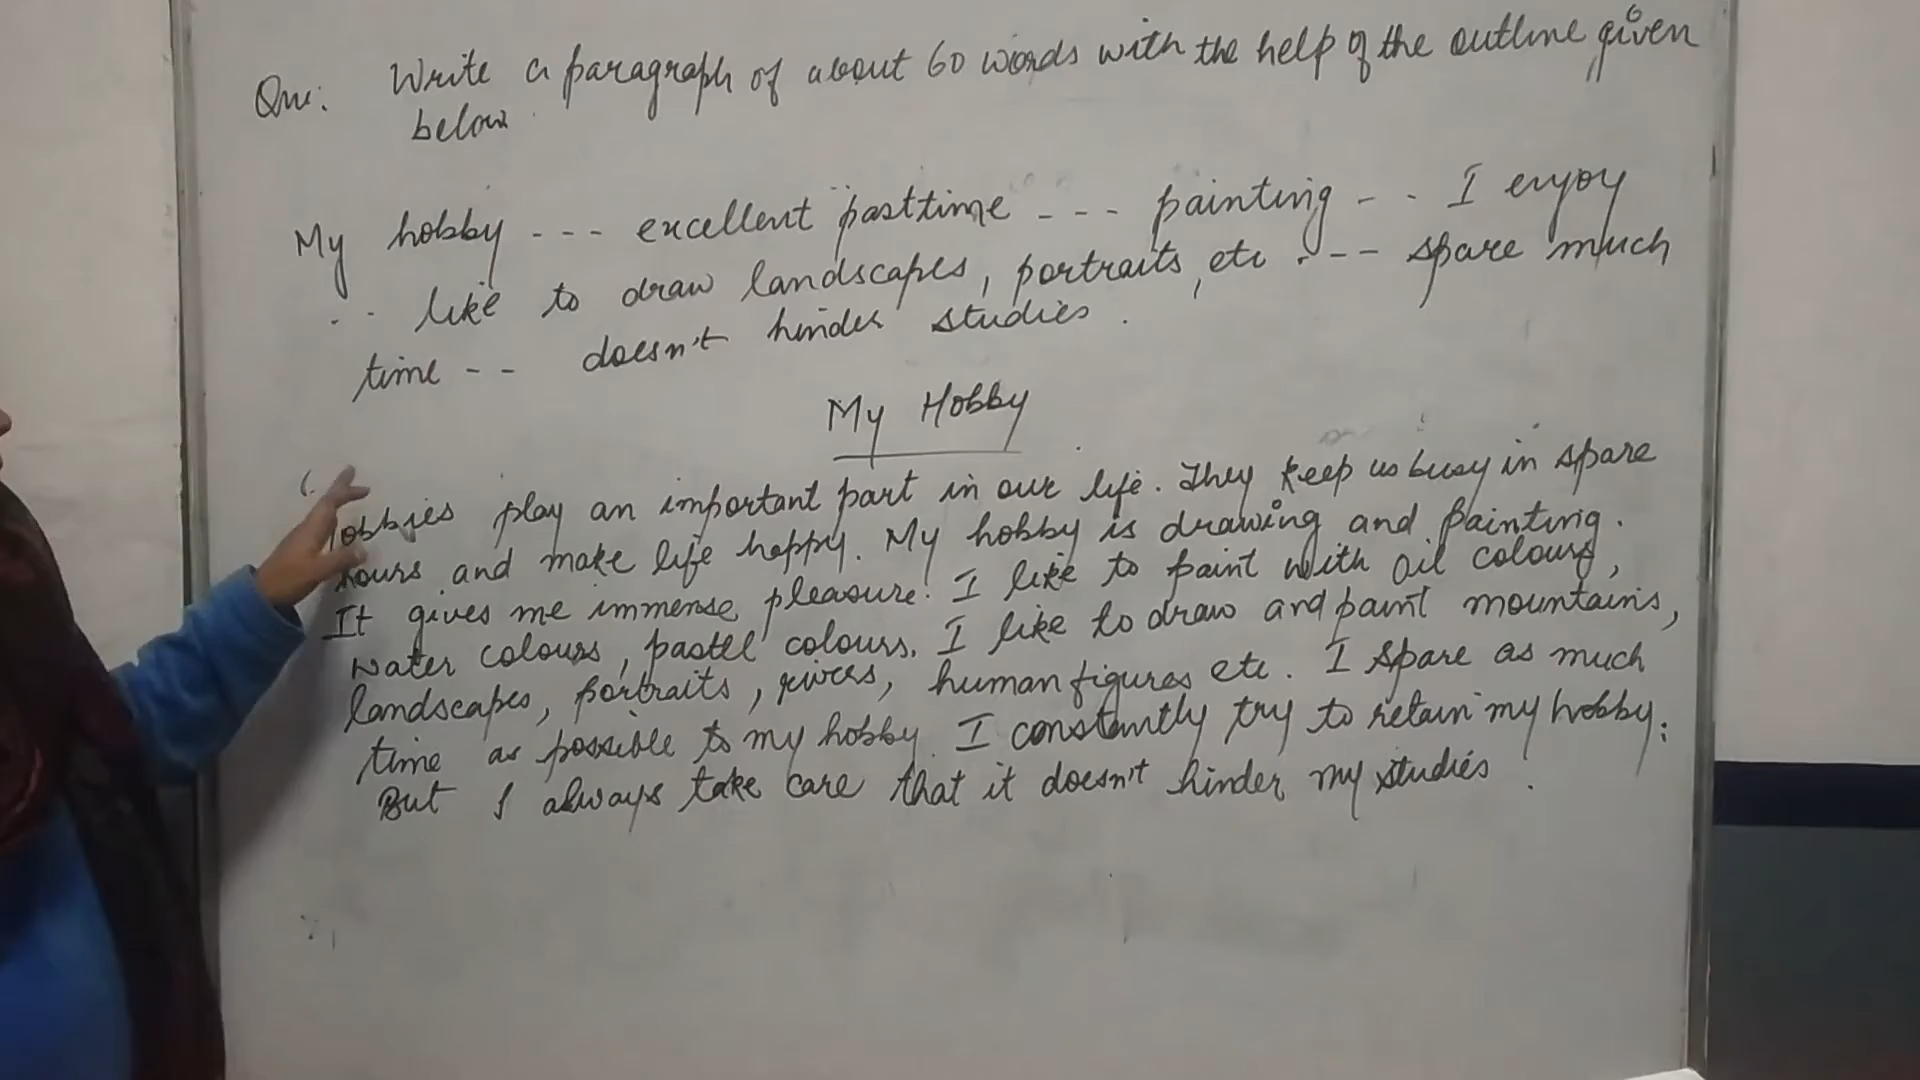 Que: Write a paragraph of about 60 words with the help of the outline given
below.
My hobby --- excellent pasttime --- painting -- I enjoy
-- like to draw landscapes, portraits, etc --- spare much
time -- doesn't hinder studies.
My Hobby
Hobbies play an important part in our life. They keep us busy in spare
hours and make life happy. My hobby is drawing and painting.
It gives me immense pleasure. I like to paint with oil colours,
water colours, pastel colours. I like to draw and paint mountains,
landscapes, portraits, rivers, human figures etc. I spare as much
time as possible to my hobby. I constantly try to retain my hobby.
But I always take care that it doesn't hinder my studies.